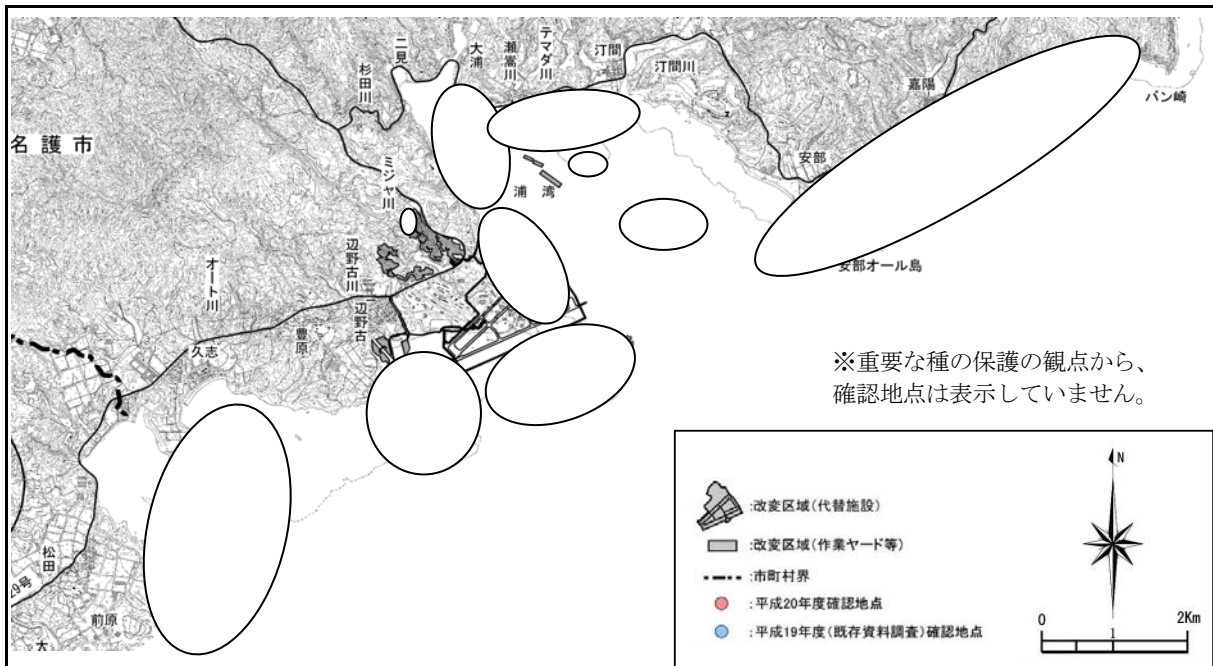 二見
大浦
瀬嵩川
テマダ川
汀間
汀間川
杉田川
嘉陽
バン崎
名護市
安部
ミジャ川
浦湾
安部オール島
オート川
辺野古川
辺野古
豊原
久志
※重要な種の保護の観点から、
確認地点は表示していません。
松田
29号
前原
大
N
:改変区域(代替施設)
:改変区域(作業ヤード等)
:市町村界
:平成20年度確認地点
:平成19年度(既存資料調査)確認地点
0 1 2Km